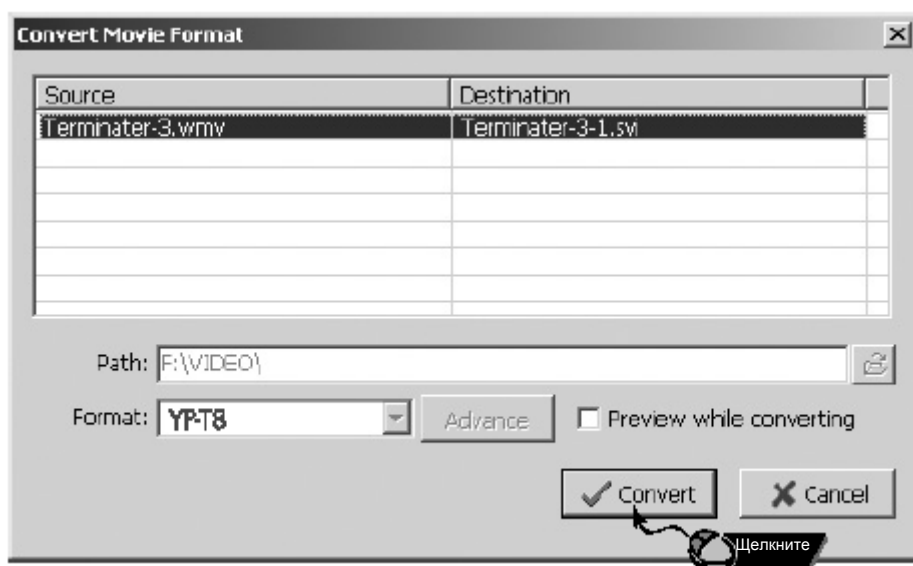 Convert Movie Format
Source Destination
Terminater-3.wmv Terminater-3-1.svi
Path: F:\VIDEO\
Format: YP-T8 Advance Preview while converting
Convert Cancel
Щелкните